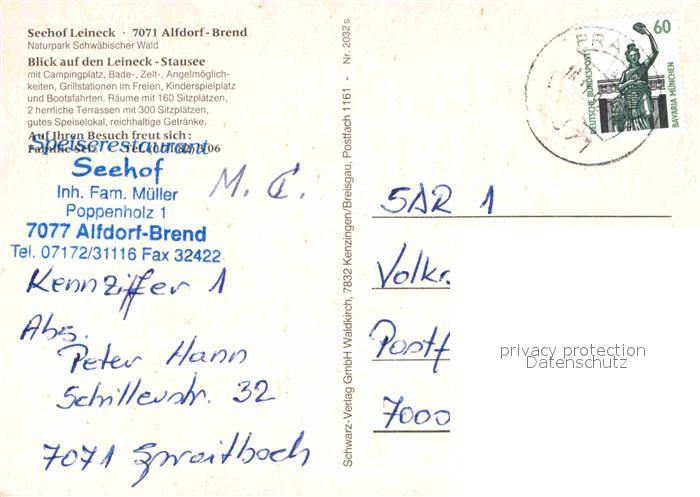 Seehof Leineck · 7071 Alfdorf-Brend
Naturpark Schwäbischer Wald
Blick auf den Leineck-Stausee
mit Campingplatz, Bade-, Zelt-, Angelmöglich-
keiten, Grillstationen im Freien, Kinderspielplatz
und Bootsfahrten. Räume mit 160 Sitzplätzen,
2 herrliche Terrassen mit 300 Sitzplätzen,
gutes Speiselokal, reichhaltige Getränke.
Auf Ihren Besuch freut sich:
Familie
Speiserestaurant
Seehof
Inh. Fam. Müller
Poppenholz 1
7077 Alfdorf-Brend
Tel. 07172/31116 Fax 32422
M. C.
Kennziffer 1
Abs.
Peter Hann
Schillerstr. 32
7071 Spraitbach
Schwarz-Verlag GmbH Waldkirch, 7832 Kenzingen/Breisgau, Postfach 1161 - Nr. 2032s
60
DEUTSCHE BUNDESPOST
BAVARIA MÜNCHEN
SDR 1
Volkr.
Postf
7000
privacy protection
Datenschutz